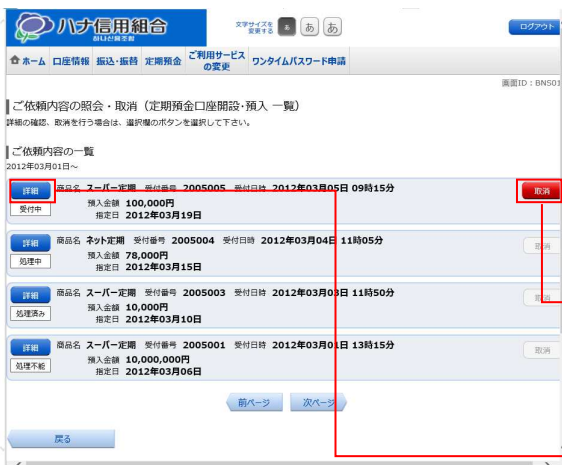 ハナ信用組合
하나신용조합
文字サイズを
変更する
あ あ あ
ログアウト
ホーム 口座情報 振込・振替 定期預金 ご利用サービスの変更 ワンタイムパスワード申請
画面ID:BNS01
ご依頼内容の照会・取消(定期預金口座開設・預入 一覧)
詳細の確認、取消を行う場合は、選択欄のボタンを選択して下さい。
ご依頼内容の一覧
2012年03月01日~
詳細 商品名 スーパー定期 受付番号 2005005 受付日時 2012年03月05日 09時15分 取消
受付中 預入金額 100,000円
指定日 2012年03月19日
詳細 商品名 ネット定期 受付番号 2005004 受付日時 2012年03月04日 11時05分 取消
処理中 預入金額 78,000円
指定日 2012年03月15日
詳細 商品名 スーパー定期 受付番号 2005003 受付日時 2012年03月03日 11時50分 取消
処理済み 預入金額 10,000円
指定日 2012年03月10日
詳細 商品名 スーパー定期 受付番号 2005001 受付日時 2012年03月01日 13時15分 取消
処理不能 預入金額 10,000,000円
指定日 2012年03月06日
前ページ 次ページ
戻る